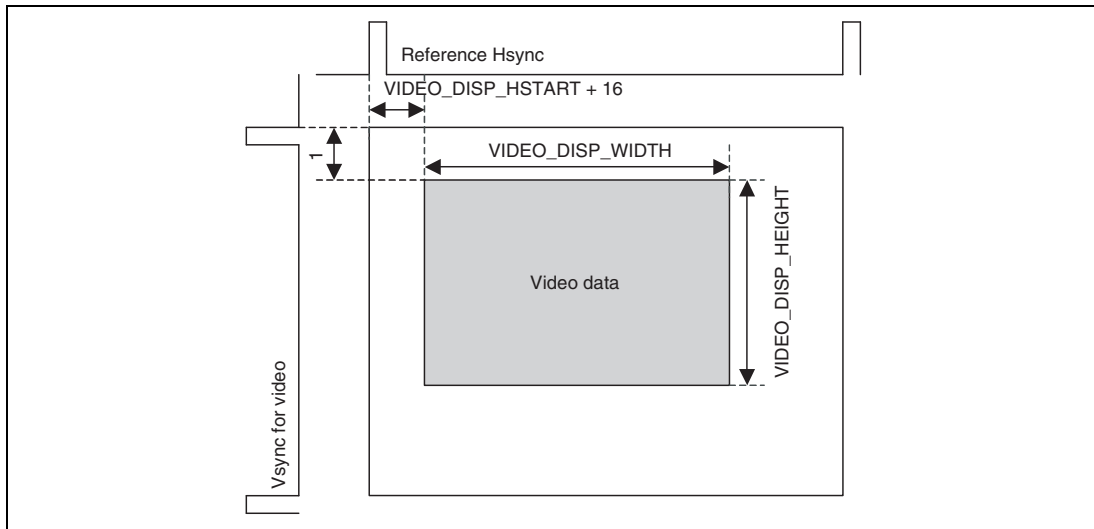 Reference Hsync
VIDEO_DISP_HSTART + 16
1
VIDEO_DISP_WIDTH
VIDEO_DISP_HEIGHT
Video data
Vsync for video